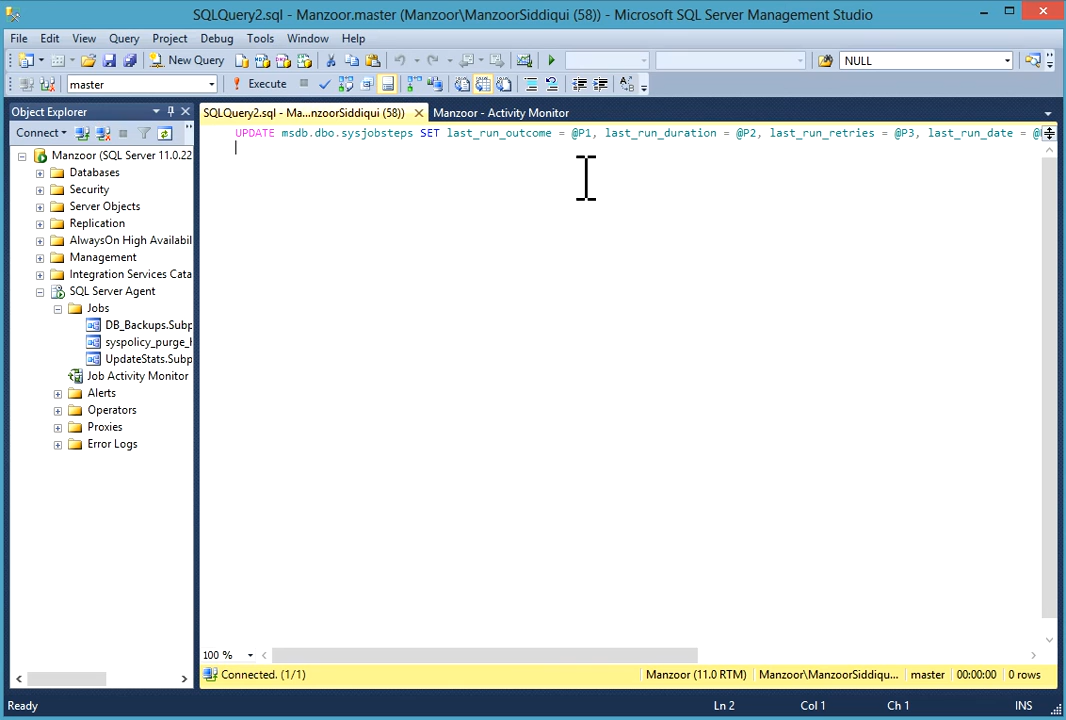 SQLQuery2.sql - Manzoor.master (Manzoor\ManzoorSiddiqui (58)) - Microsoft SQL Server Management Studio
File Edit View Query Project Debug Tools Window Help
New Query
NULL
master
Execute
Object Explorer
SQLQuery2.sql - Ma...nzoorSiddiqui (58))
Manzoor - Activity Monitor
Connect
UPDATE msdb.dbo.sysjobsteps SET last_run_outcome = @P1, last_run_duration = @P2, last_run_retries = @P3, last_run_date =
Manzoor (SQL Server 11.0.22
Databases
Security
Server Objects
Replication
AlwaysOn High Availabil
Management
Integration Services Cata
SQL Server Agent
Jobs
DB_Backups.Subp
syspolicy_purge_h
UpdateStats.Subp
Job Activity Monitor
Alerts
Operators
Proxies
Error Logs
100 %
Connected. (1/1)
Manzoor (11.0 RTM)
Manzoor\ManzoorSiddiqu...
master
00:00:00
0 rows
Ready
Ln 2
Col 1
Ch 1
INS